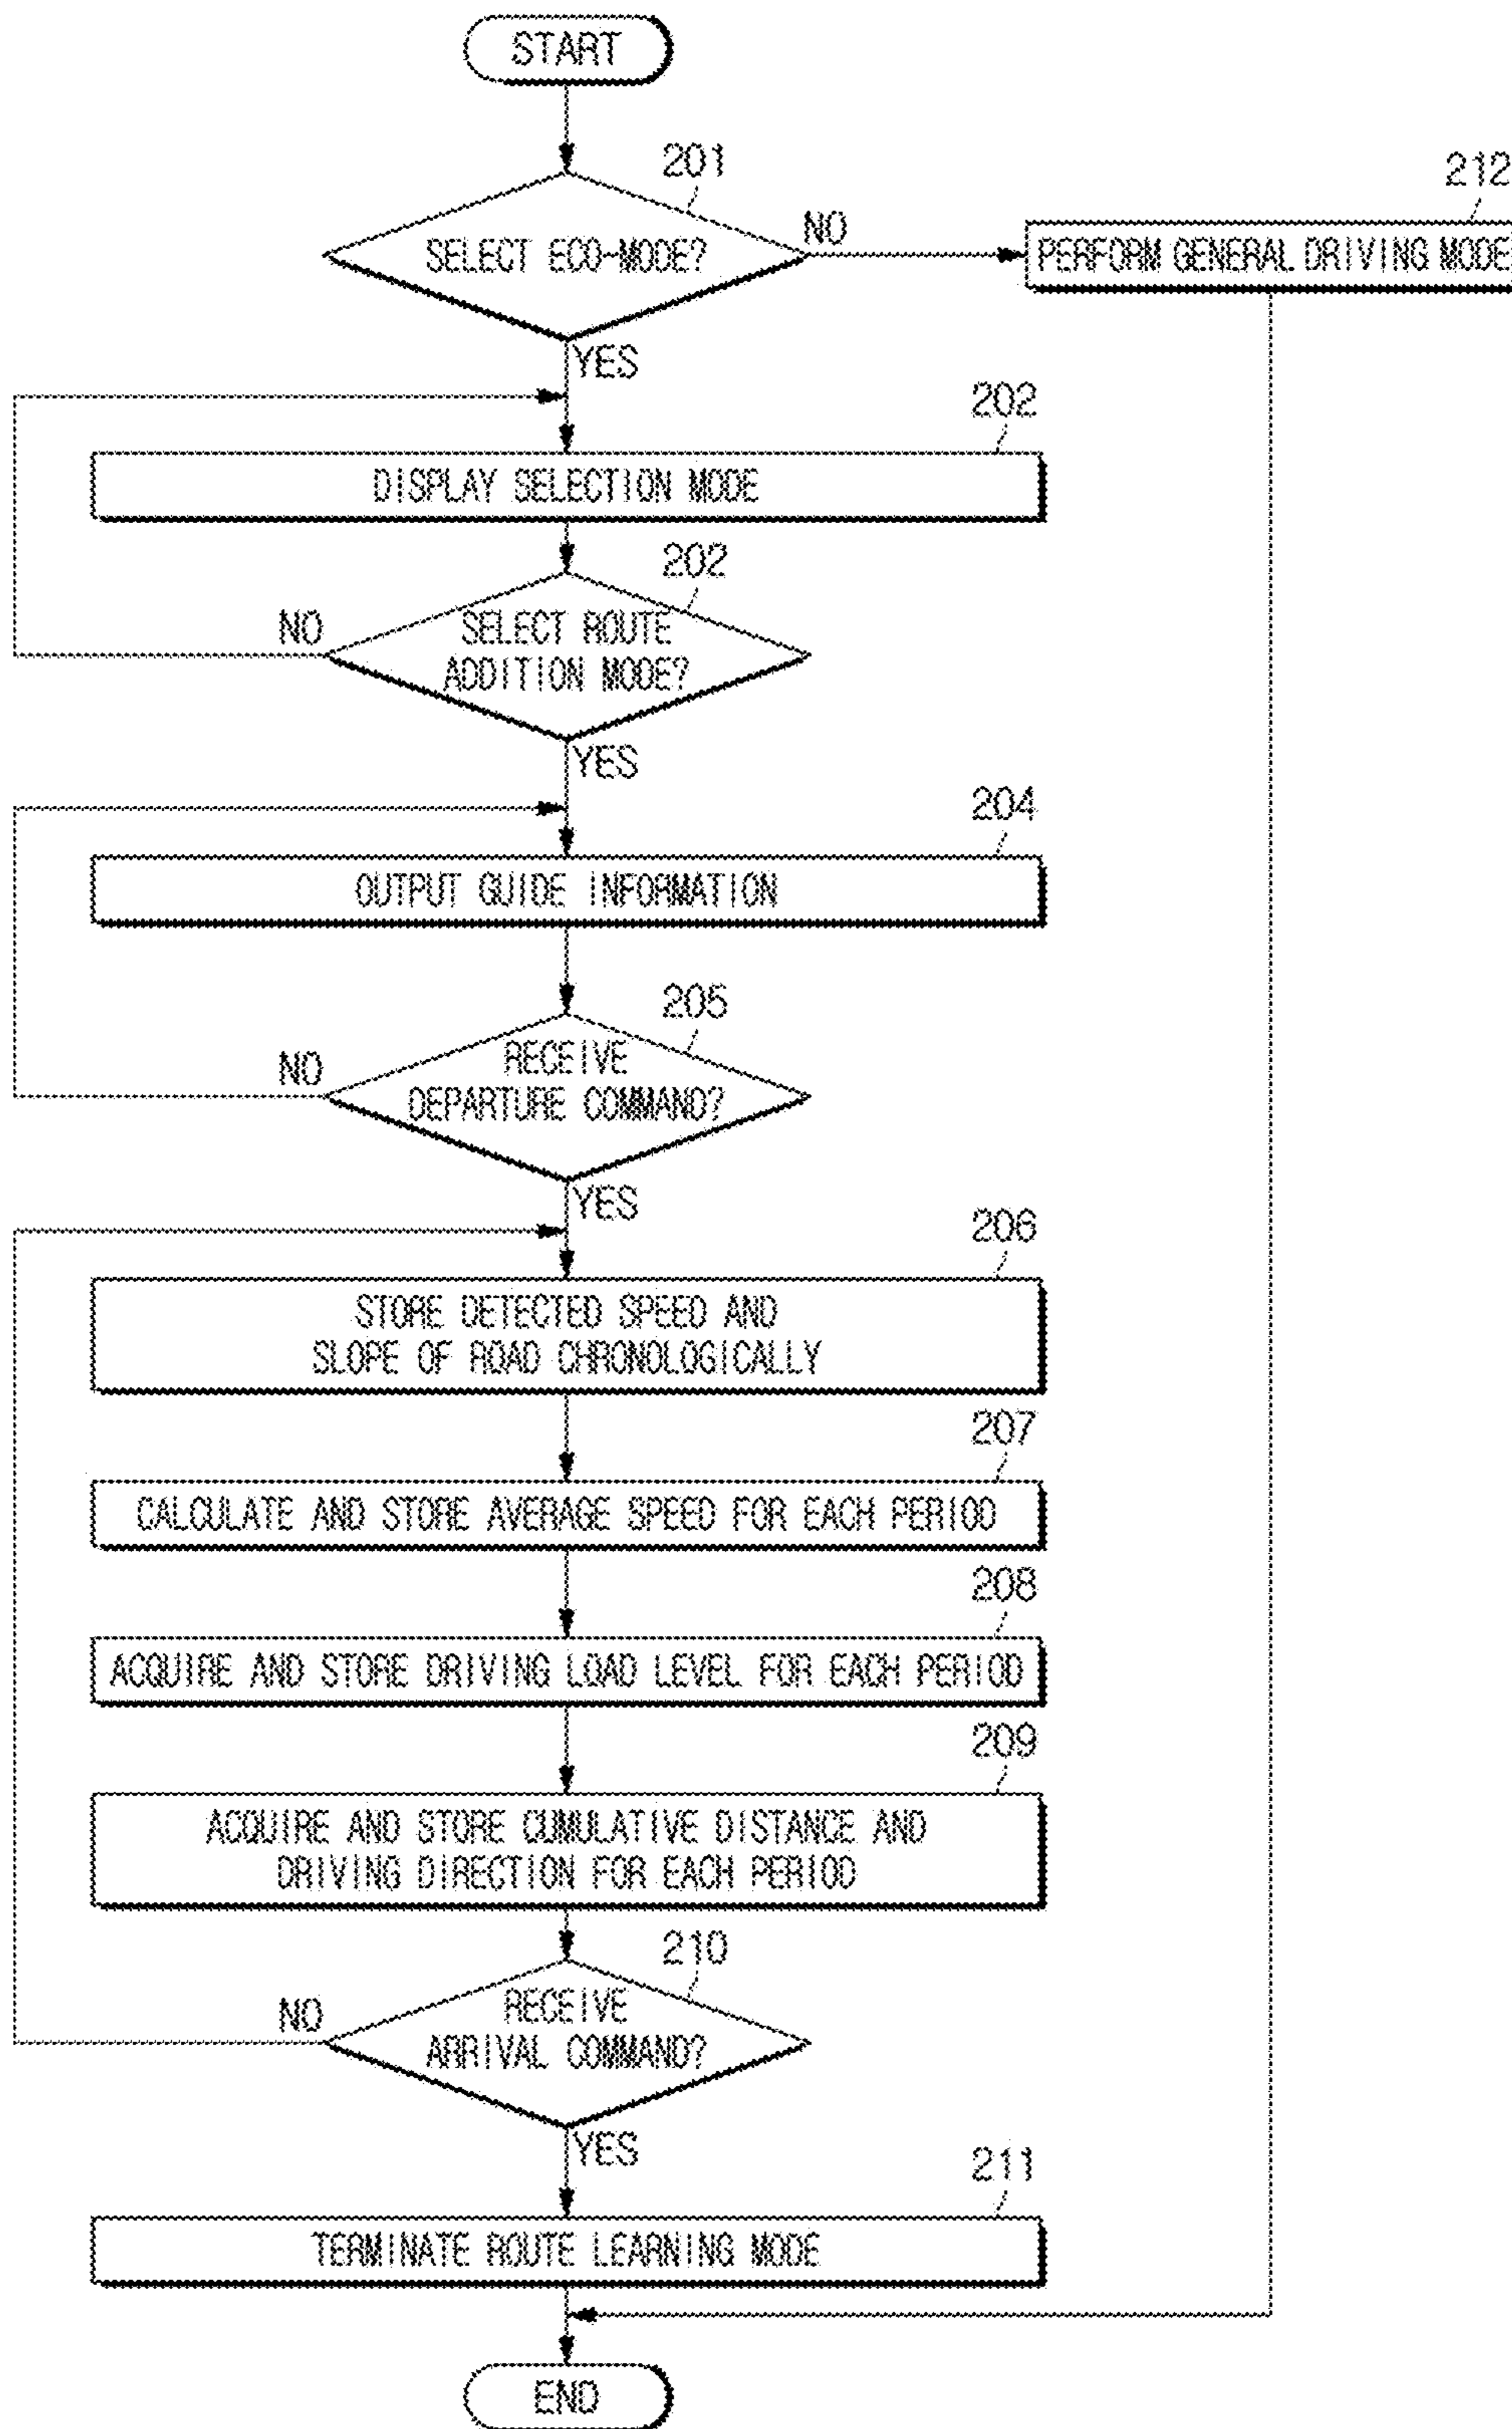 START
201
212
SELECT ECO-MODE?
NO
PERFORM GENERAL DRIVING MODE
YES
202
DISPLAY SELECTION MODE
202
NO
SELECT ROUTE
ADDITION MODE?
YES
204
OUTPUT GUIDE INFORMATION
205
NO
RECEIVE
DEPARTURE COMMAND?
YES
206
STORE DETECTED SPEED AND
SLOPE OF ROAD CHRONOLOGICALLY
207
CALCULATE AND STORE AVERAGE SPEED FOR EACH PERIOD
208
ACQUIRE AND STORE DRIVING LOAD LEVEL FOR EACH PERIOD
209
ACQUIRE AND STORE CUMULATIVE DISTANCE AND
DRIVING DIRECTION FOR EACH PERIOD
210
NO
RECEIVE
ARRIVAL COMMAND?
YES
211
TERMINATE ROUTE LEARNING MODE
END